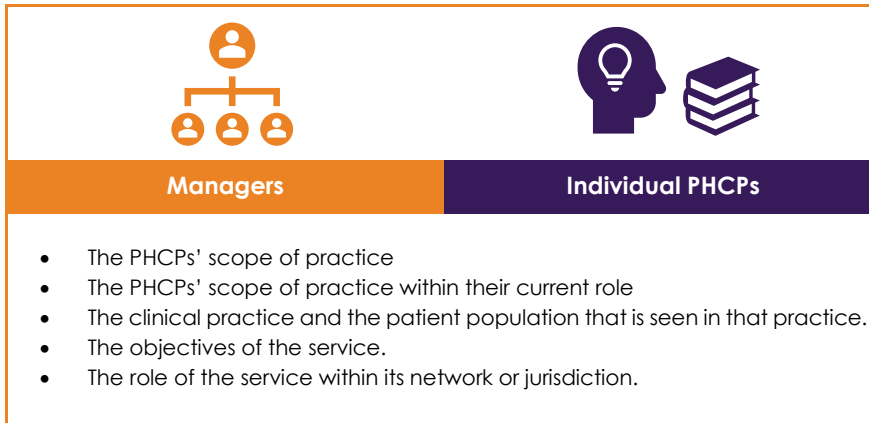 Managers
Individual PHCPs
• The PHCPs’ scope of practice
• The PHCPs’ scope of practice within their current role
• The clinical practice and the patient population that is seen in that practice.
• The objectives of the service.
• The role of the service within its network or jurisdiction.